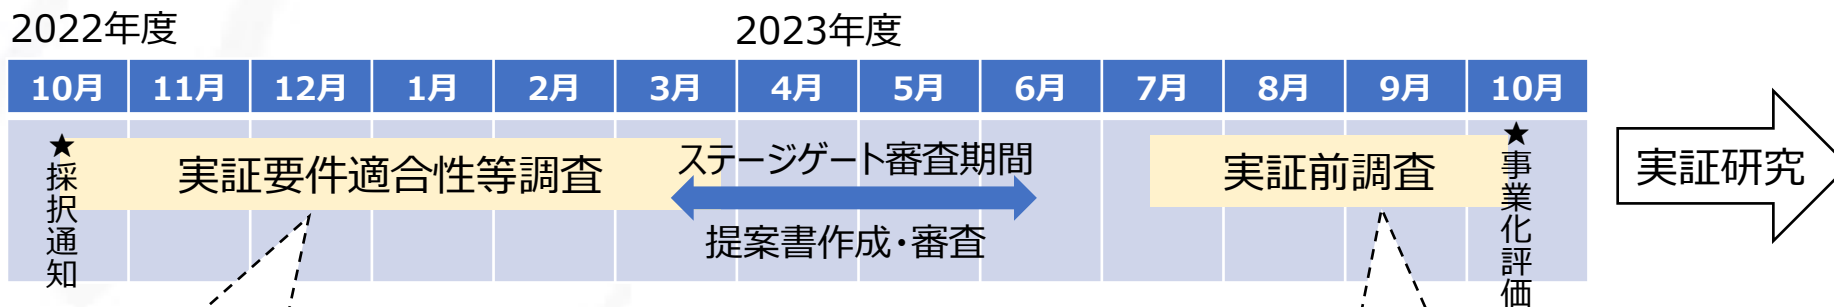 2022年度
2023年度
10月 11月 12月 1月 2月 3月 4月 5月 6月 7月 8月 9月 10月
★採択通知
実証要件適合性等調査
ステージゲート審査期間
提案書作成・審査
実証前調査
★事業化評価
実証研究